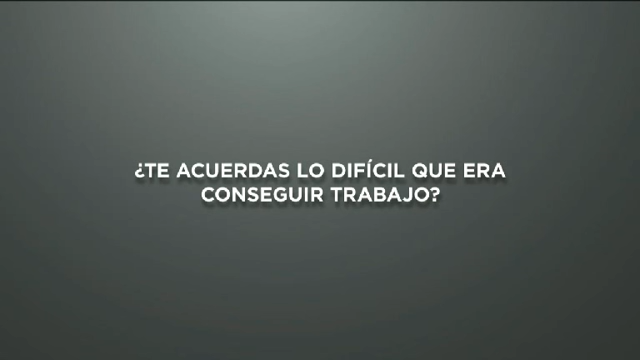 ¿TE ACUERDAS LO DIFÍCIL QUE ERA
CONSEGUIR TRABAJO?